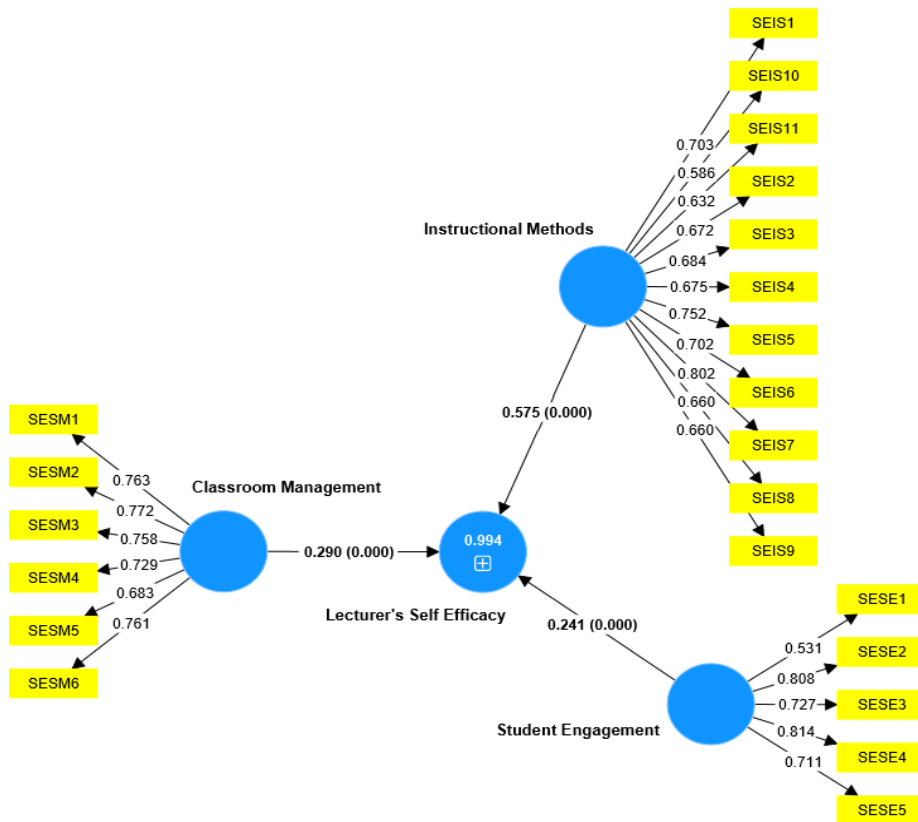 SEIS1
SEIS10
SEIS11
SEIS2
SEIS3
SEIS4
SEIS5
SEIS6
SEIS7
SEIS8
SEIS9
0.703
0.586
0.632
0.672
0.684
0.675
0.752
0.702
0.802
0.660
0.660
Instructional Methods
0.575 (0.000)
SESM1
SESM2
SESM3
SESM4
SESM5
SESM6
0.763
0.772
0.758
0.729
0.683
0.761
Classroom Management
0.290 (0.000)
0.994
Lecturer's Self Efficacy
0.241 (0.000)
Student Engagement
0.531
0.808
0.727
0.814
0.711
SESE1
SESE2
SESE3
SESE4
SESE5